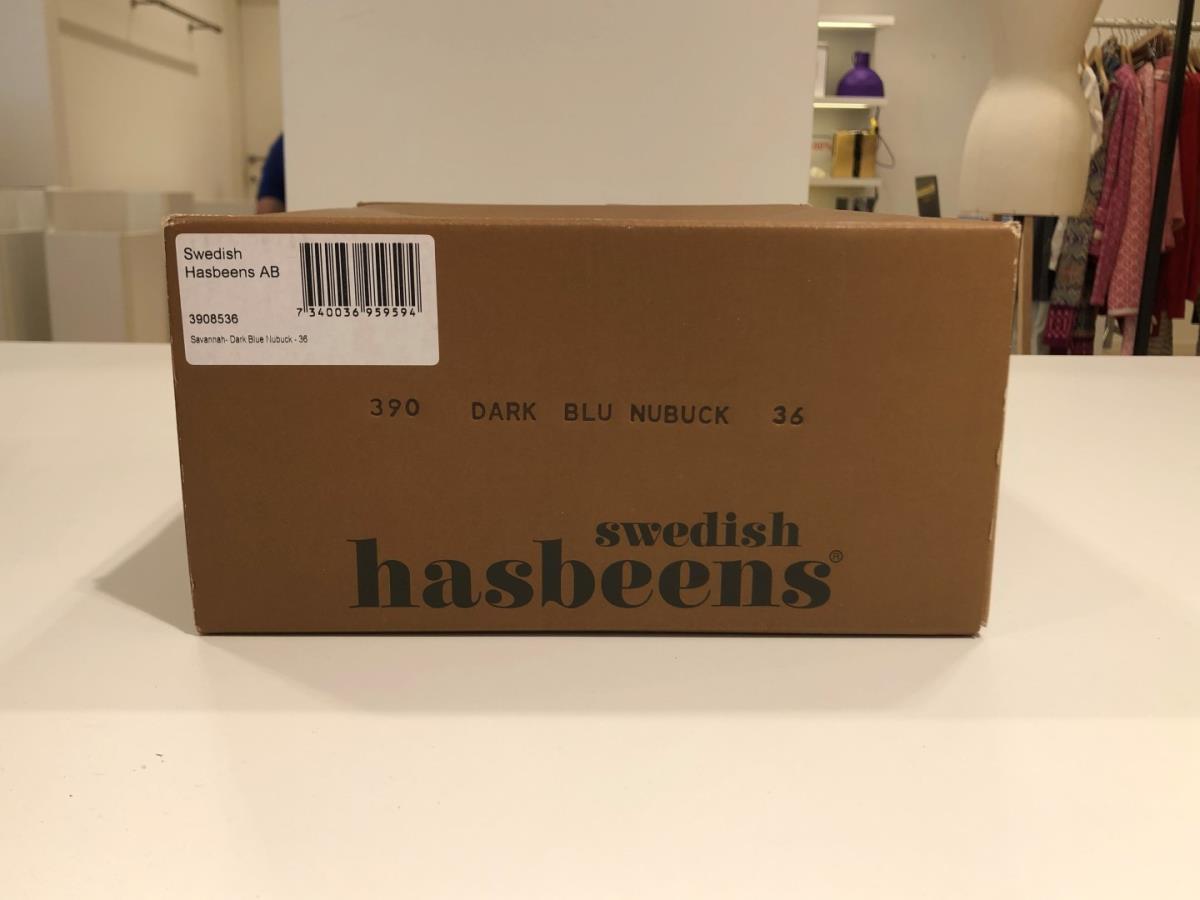 Swedish
Hasbeens AB
7 340036 959594
3908536
Savannah- Dark Blue Nubuck - 36
390 DARK BLU NUBUCK 36
swedish
hasbeens®